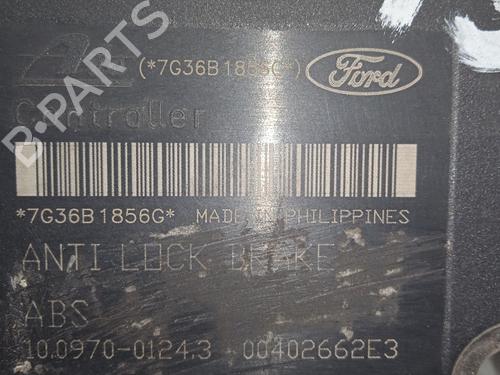 (*7G36B1856G*) Ford
Controller
*7G36B1856G* MADE IN PHILIPPINES
ANTI LOCK BRAKE
ABS
10.0970-0124.3 00402662E3
B-PARTS